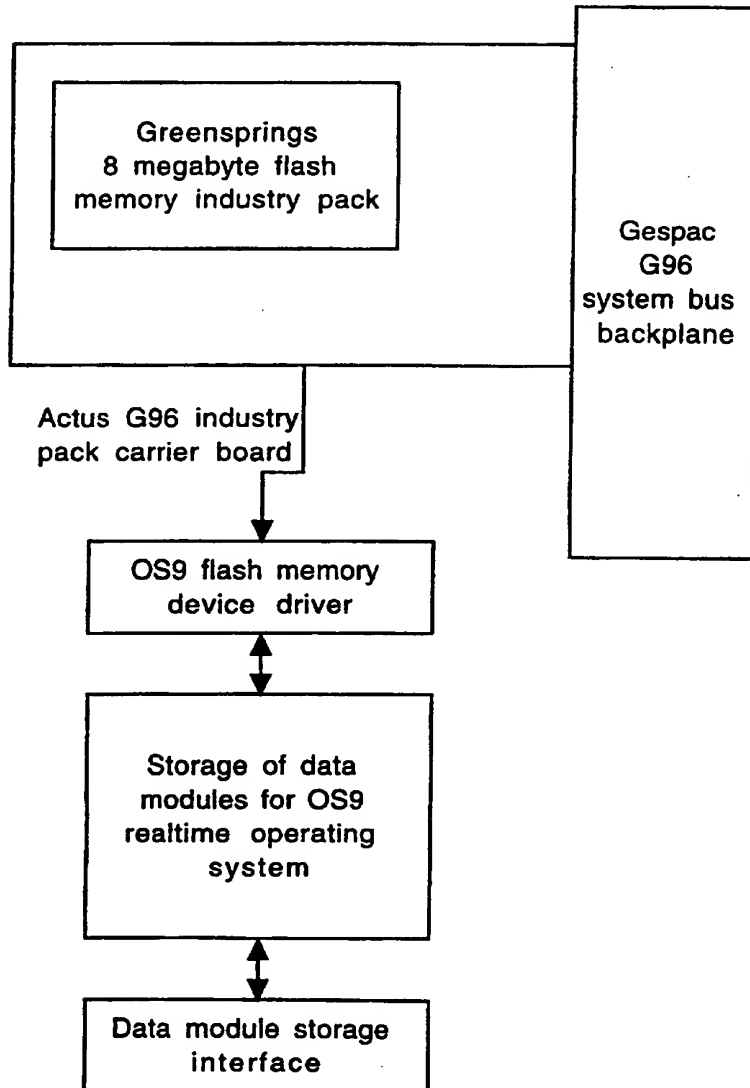 Greensprings
8 megabyte flash
memory industry pack
Gespac
G96
system bus
backplane
Actus G96 industry
pack carrier board
OS9 flash memory
device driver
Storage of data
modules for OS9
realtime operating
system
Data module storage
interface